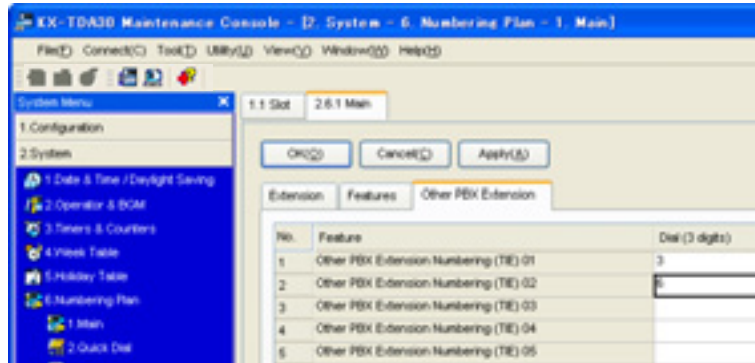 KX-TDA30 Maintenance Console - [2. System - 6. Numbering Plan - 1. Main]
File(F) Connect(C) Tool(T) Utility(U) View(V) Window(W) Help(H)
System Menu X
1.Configuration
2.System
1.Date & Time / Daylight Saving
2.Operator & BGM
3.Timers & Counters
4.Week Table
5.Holiday Table
6.Numbering Plan
1.Main
2.Quick Dial
1.1 Slot 2.6.1 Main
OK(O) Cancel(C) Apply(A)
Extension Features Other PBX Extension
No. Feature Dial (3 digits)
1 Other PBX Extension Numbering (TIE) 01 3
2 Other PBX Extension Numbering (TIE) 02 6
3 Other PBX Extension Numbering (TIE) 03
4 Other PBX Extension Numbering (TIE) 04
5 Other PBX Extension Numbering (TIE) 05